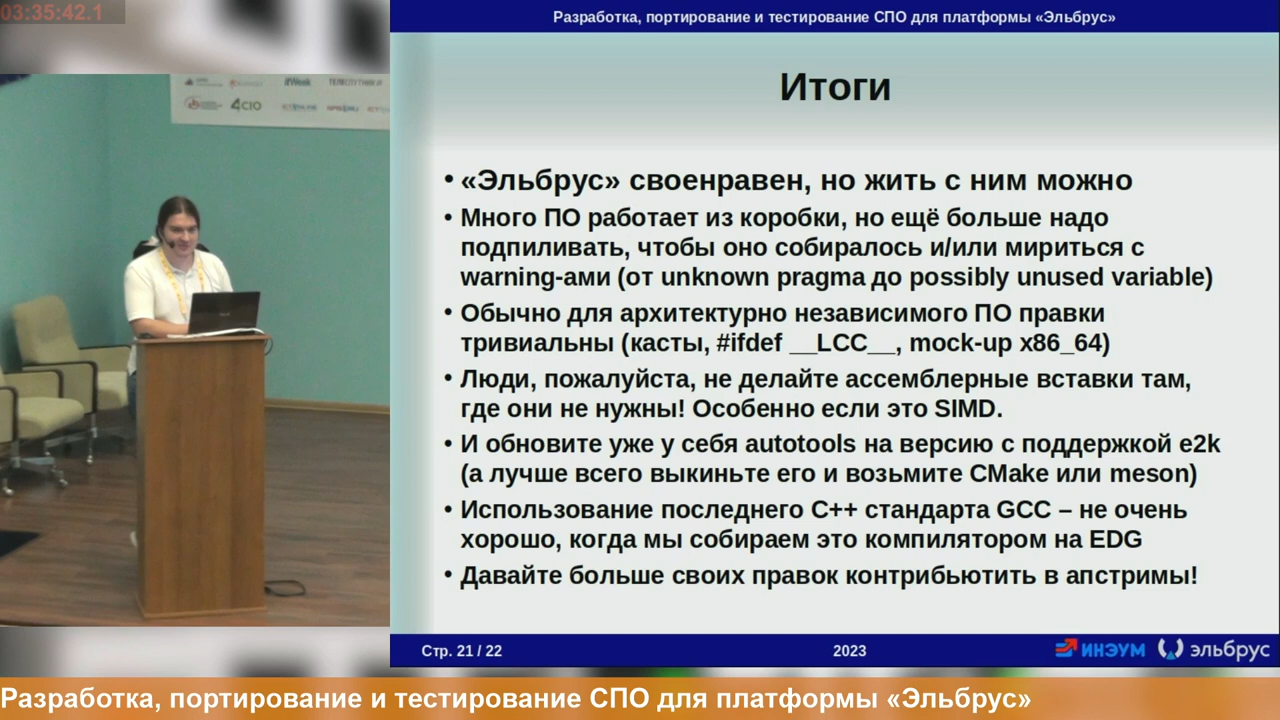 03:35:42.1
ITWeek
ТЕЛЕСПУТНИК
4CIO
Разработка, портирование и тестирование СПО для платформы «Эльбрус»
Итоги
• «Эльбрус» своенравен, но жить с ним можно
• Много ПО работает из коробки, но ещё больше надо
подпиливать, чтобы оно собиралось и/или мириться с
warning-ами (от unknown pragma до possibly unused variable)
• Обычно для архитектурно независимого ПО правки
тривиальны (касты, #ifdef __LCC__, mock-up x86_64)
• Люди, пожалуйста, не делайте ассемблерные вставки там,
где они не нужны! Особенно если это SIMD.
• И обновите уже у себя autotools на версию с поддержкой e2k
(а лучше всего выкиньте его и возьмите CMake или meson)
• Использование последнего C++ стандарта GCC – не очень
хорошо, когда мы собираем это компилятором на EDG
• Давайте больше своих правок контрибьютить в апстримы!
Стр. 21 / 22
2023
ИНЭУМ
эльбрус
Разработка, портирование и тестирование СПО для платформы «Эльбрус»